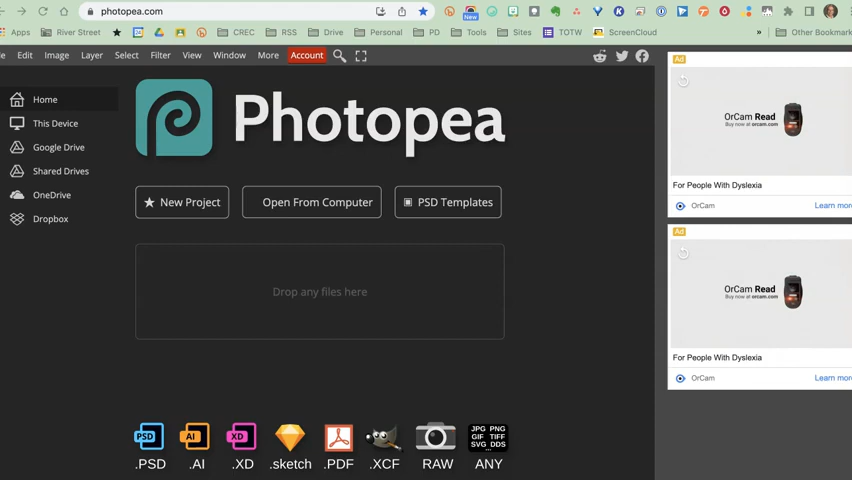 photopea.com
New
Apps River Street CREC RSS Drive Personal PD Tools Sites TOTW ScreenCloud » Other Bookmark
le Edit Image Layer Select Filter View Window More Account
Home
This Device
Google Drive
Shared Drives
OneDrive
Dropbox
Photopea
New Project Open From Computer PSD Templates
Drop any files here
PSD AI XD JPG PNG
GIF TIFF
SVG DDS
.PSD .AI .XD .sketch .PDF .XCF RAW ANY
Ad
OrCam Read
Buy now at orcam.com
For People With Dyslexia
OrCam Learn more
Ad
OrCam Read
Buy now at orcam.com
For People With Dyslexia
OrCam Learn more